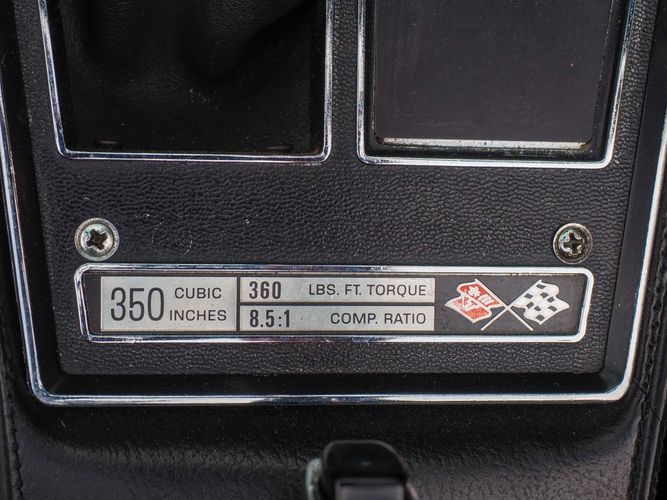 350 CUBIC INCHES
360 LBS. FT. TORQUE
8.5:1 COMP. RATIO